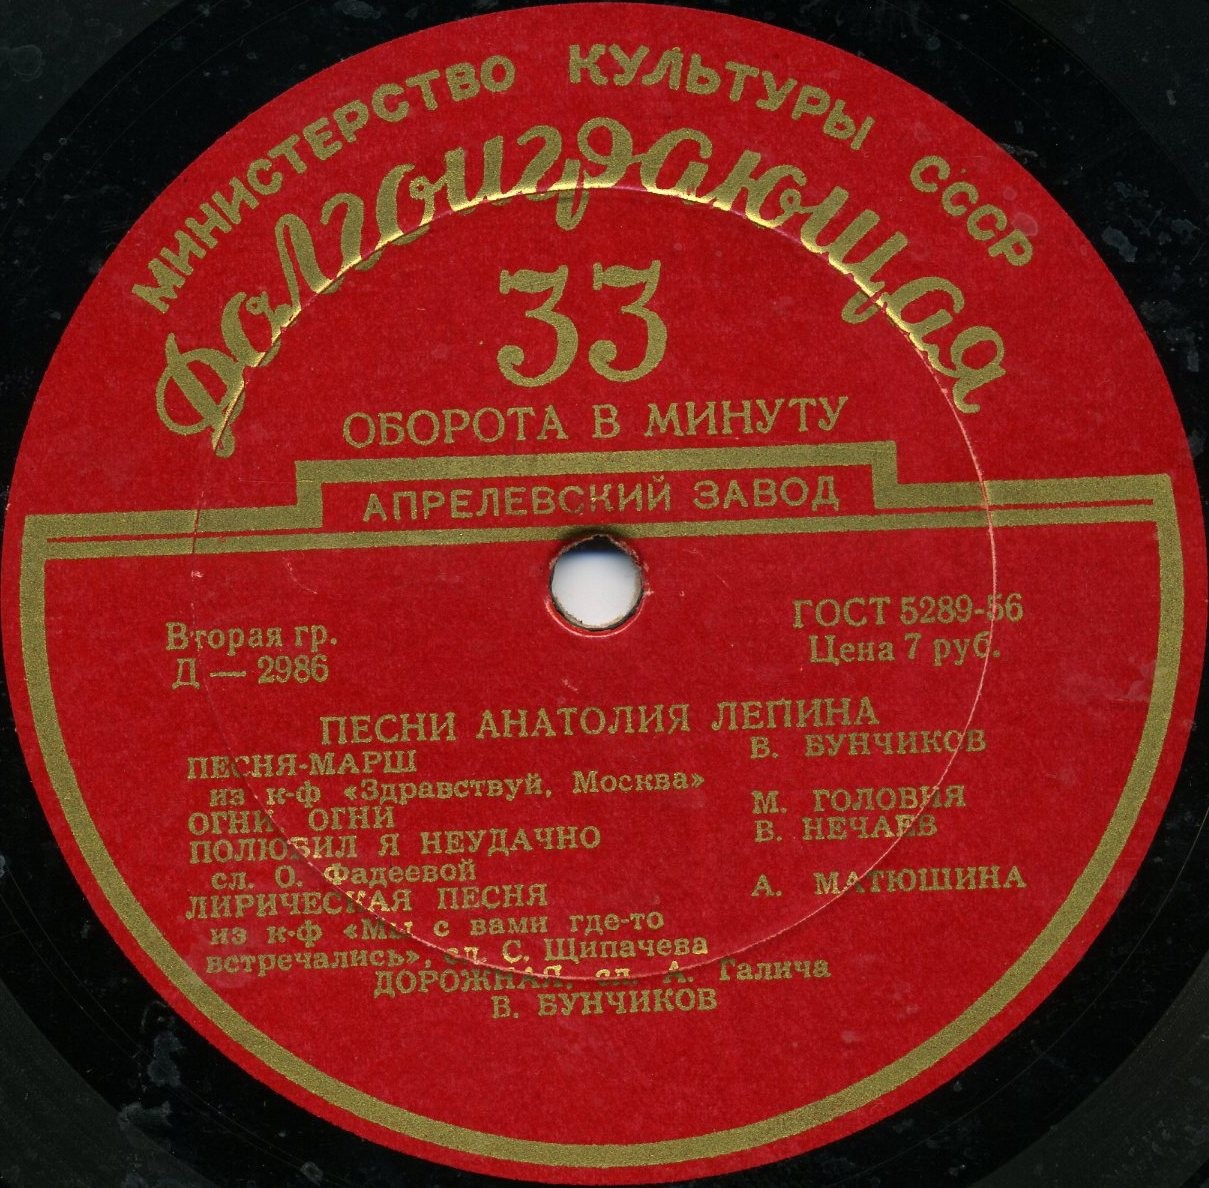 МИНИСТЕРСТВО КУЛЬТУРЫ СССР
Долгоиграющая
33
ОБОРОТА В МИНУТУ
АПРЕЛЕВСКИЙ ЗАВОД
Вторая гр.
Д — 2986
ГОСТ 5289-56
Цена 7 руб.
ПЕСНИ АНАТОЛИЯ ЛЕПИНА
ПЕСНЯ-МАРШ В. БУНЧИКОВ
из к-ф «Здравствуй, Москва»
ОГНИ, ОГНИ М. ГОЛОВНЯ
ПОЛЮБИЛ Я НЕУДАЧНО В. НЕЧАЕВ
сл. О. Фадеевой
ЛИРИЧЕСКАЯ ПЕСНЯ А. МАТЮШИНА
из к-ф «Мы с вами где-то
встречались», сл. С. Щипачева
ДОРОЖНАЯ, сл. А. Галича
В. БУНЧИКОВ